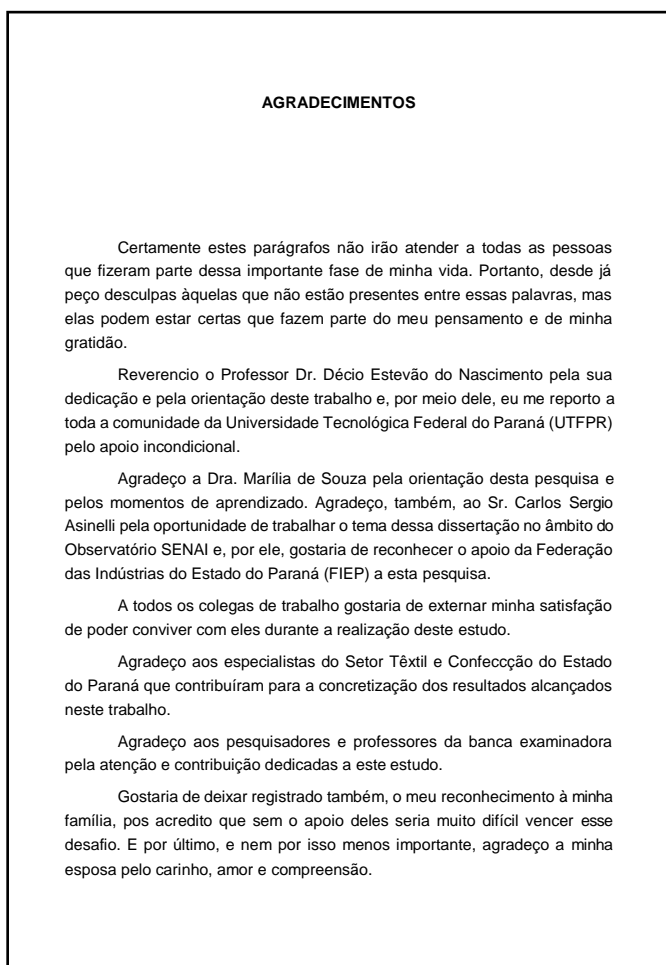 AGRADECIMENTOS
Certamente estes parágrafos não irão atender a todas as pessoas
que fizeram parte dessa importante fase de minha vida. Portanto, desde já
peço desculpas àquelas que não estão presentes entre essas palavras, mas
elas podem estar certas que fazem parte do meu pensamento e de minha
gratidão.
Reverencio o Professor Dr. Décio Estevão do Nascimento pela sua
dedicação e pela orientação deste trabalho e, por meio dele, eu me reporto a
toda a comunidade da Universidade Tecnológica Federal do Paraná (UTFPR)
pelo apoio incondicional.
Agradeço a Dra. Marília de Souza pela orientação desta pesquisa e
pelos momentos de aprendizado. Agradeço, também, ao Sr. Carlos Sergio
Asinelli pela oportunidade de trabalhar o tema dessa dissertação no âmbito do
Observatório SENAI e, por ele, gostaria de reconhecer o apoio da Federação
das Indústrias do Estado do Paraná (FIEP) a esta pesquisa.
A todos os colegas de trabalho gostaria de externar minha satisfação
de poder conviver com eles durante a realização deste estudo.
Agradeço aos especialistas do Setor Têxtil e Confeccção do Estado
do Paraná que contribuíram para a concretização dos resultados alcançados
neste trabalho.
Agradeço aos pesquisadores e professores da banca examinadora
pela atenção e contribuição dedicadas a este estudo.
Gostaria de deixar registrado também, o meu reconhecimento à minha
família, pos acredito que sem o apoio deles seria muito difícil vencer esse
desafio. E por último, e nem por isso menos importante, agradeço a minha
esposa pelo carinho, amor e compreensão.